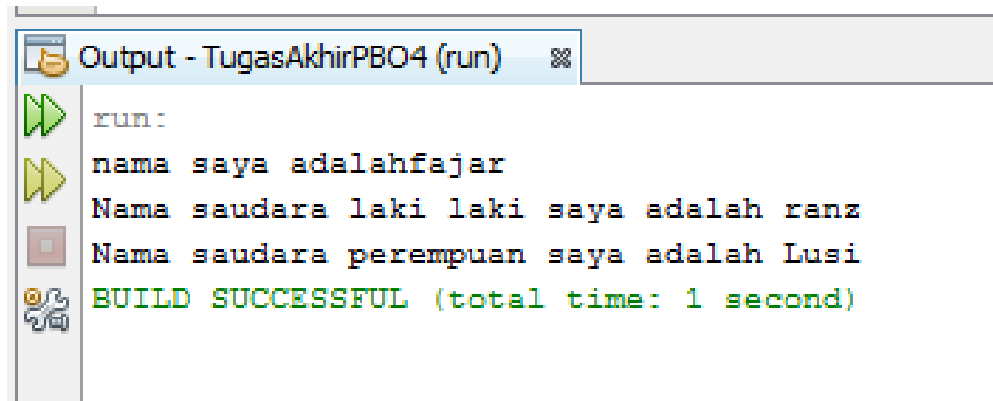 Output - TugasAkhirPBO4 (run)
run:
nama saya adalahfajar
Nama saudara laki laki saya adalah ranz
Nama saudara perempuan saya adalah Lusi
BUILD SUCCESSFUL (total time: 1 second)